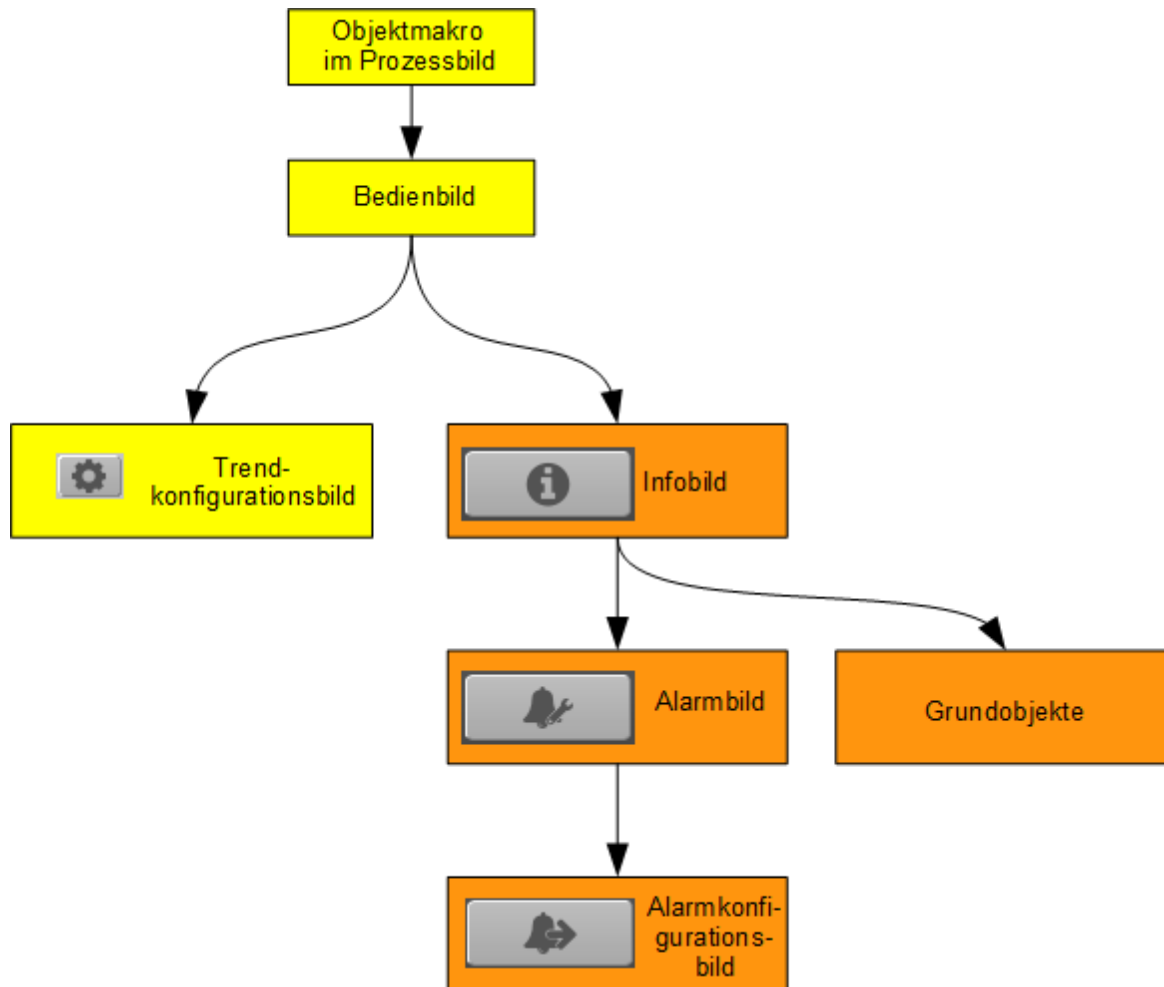 Objektmakro
im Prozessbild
Bedienbild
Trend-
konfigurationsbild
Infobild
Alarmbild
Grundobjekte
Alarmkonfi-
gurations-
bild